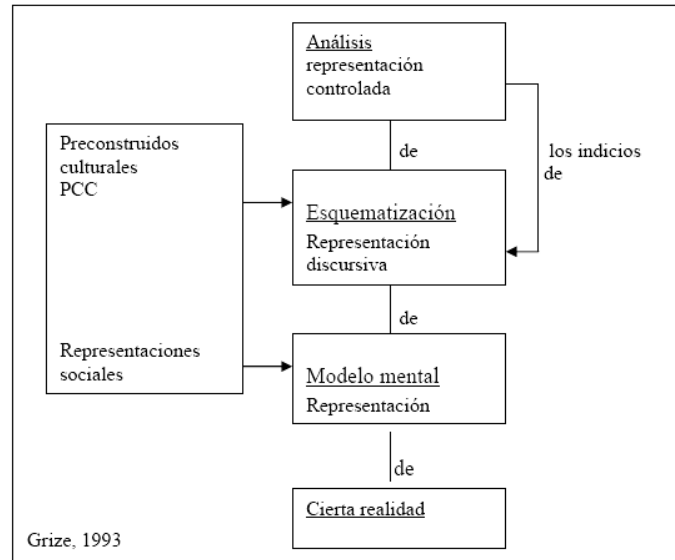 Análisis
representación
controlada
de
los indicios
de
Preconstruidos
culturales
PCC
Esquematización
Representación
discursiva
de
Representaciones
sociales
Modelo mental
Representación
de
Cierta realidad
Grize, 1993